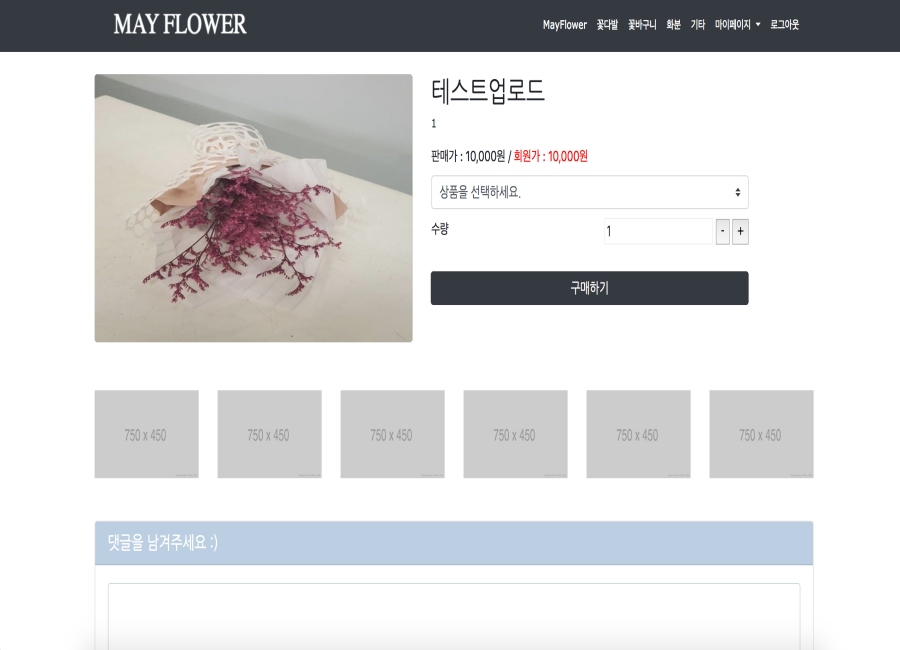 MAY FLOWER
MayFlower 꽃다발 꽃바구니 화분 기타 마이페이지 로그아웃
테스트업로드
1
판매가 : 10,000원 / 회원가 : 10,000원
상품을 선택하세요.
수량 1 - +
구매하기
750 x 450 750 x 450 750 x 450 750 x 450 750 x 450 750 x 450
댓글을 남겨주세요 :)